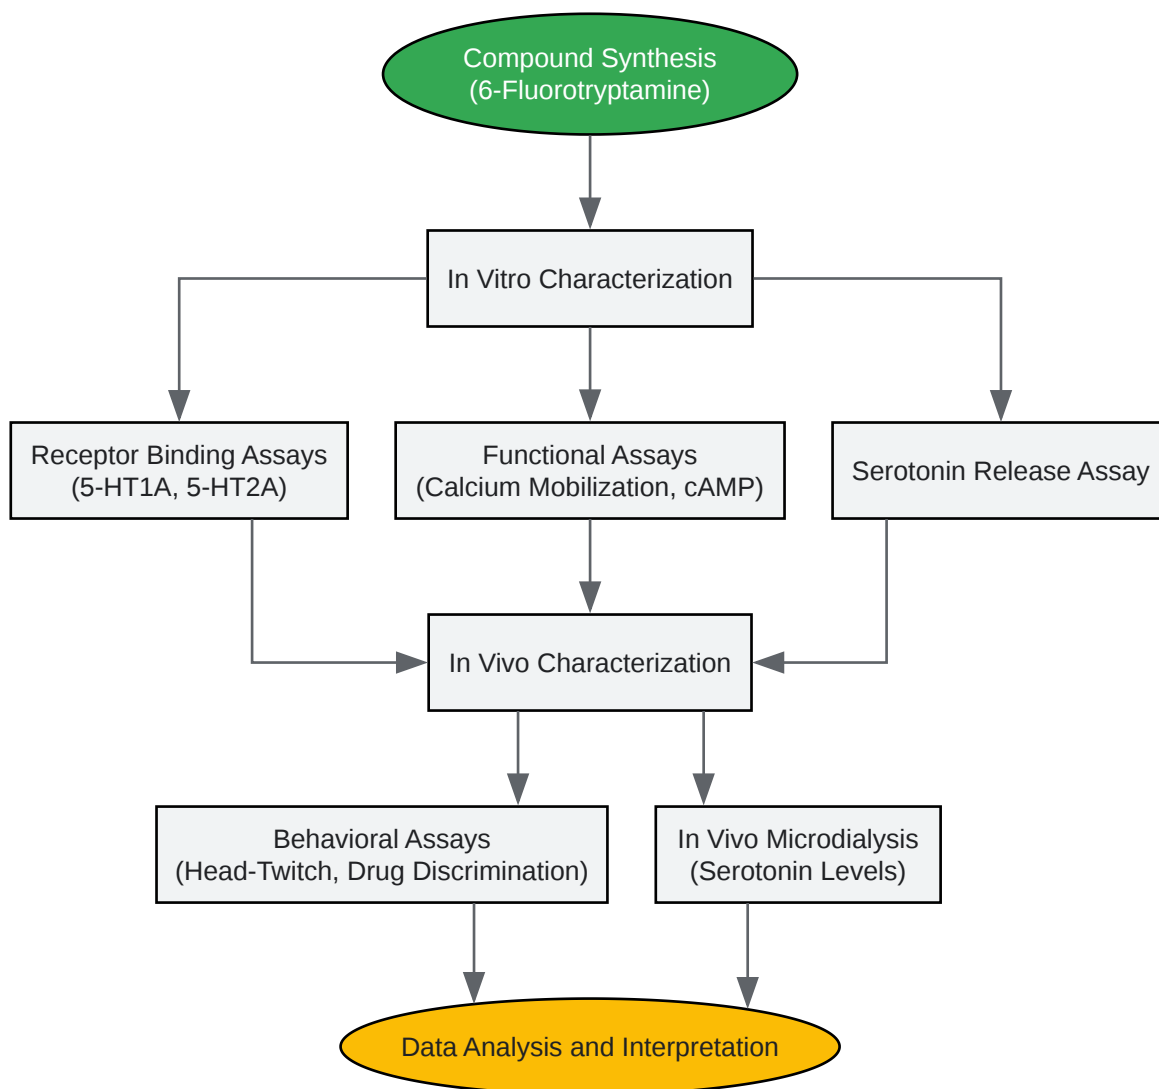 Compound Synthesis
(6-Fluorotryptamine)
In Vitro Characterization
Receptor Binding Assays
(5-HT1A, 5-HT2A)
Functional Assays
(Calcium Mobilization, cAMP)
Serotonin Release Assay
In Vivo Characterization
Behavioral Assays
(Head-Twitch, Drug Discrimination)
In Vivo Microdialysis
(Serotonin Levels)
Data Analysis and Interpretation